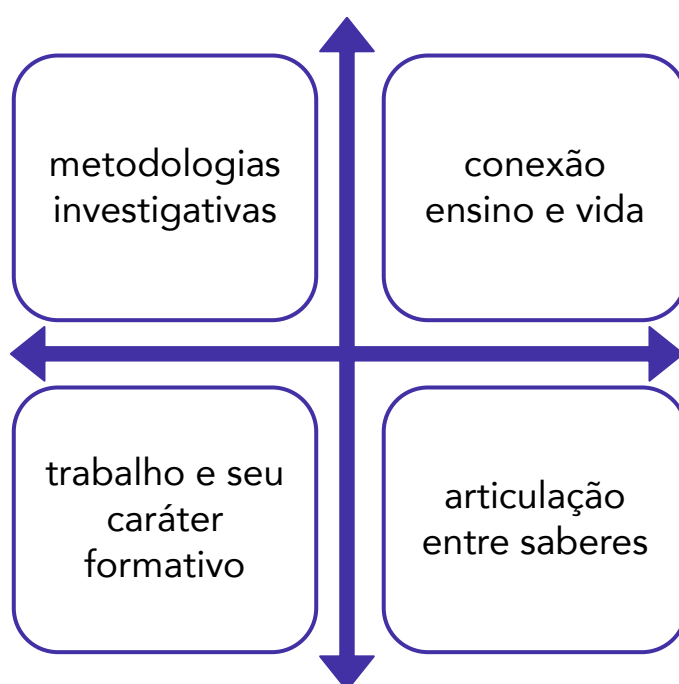 metodologias
investigativas
conexão
ensino e vida
trabalho e seu
caráter
formativo
articulação
entre saberes